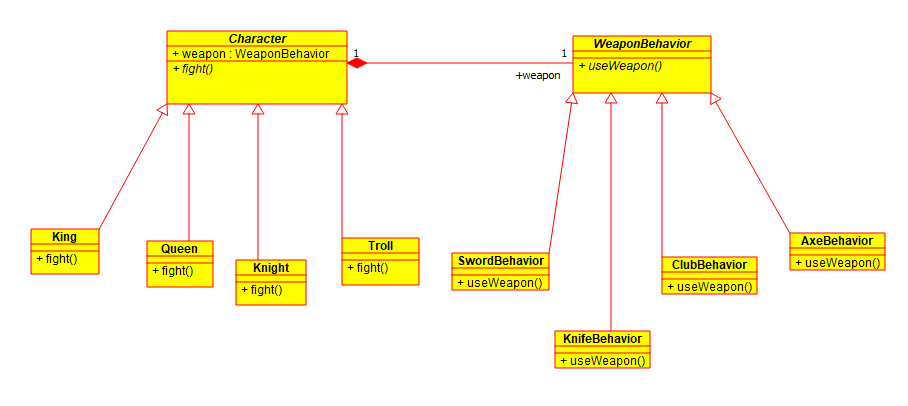 Character
+ weapon : WeaponBehavior
+ fight()
1
1
+weapon
WeaponBehavior
+ useWeapon()
King
+ fight()
Queen
+ fight()
Knight
+ fight()
Troll
+ fight()
SwordBehavior
+ useWeapon()
KnifeBehavior
+ useWeapon()
ClubBehavior
+ useWeapon()
AxeBehavior
+ useWeapon()